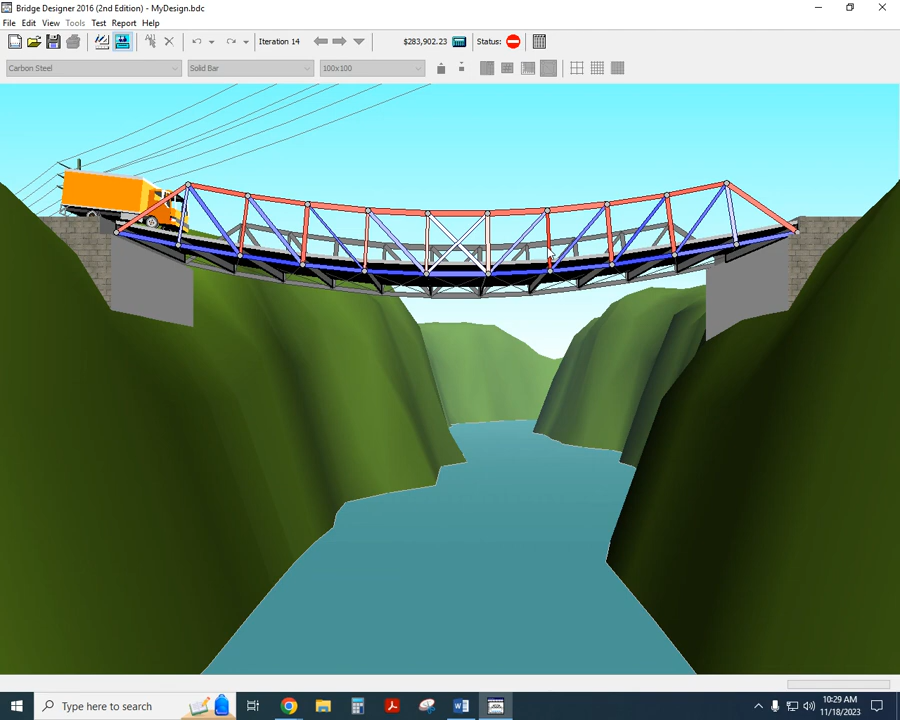 Bridge Designer 2016 (2nd Edition) - MyDesign.bdc
File Edit View Tools Test Report Help
Iteration 14 $283,902.23 Status:
Carbon Steel Solid Bar 100x100
Type here to search
10:29 AM
11/18/2023